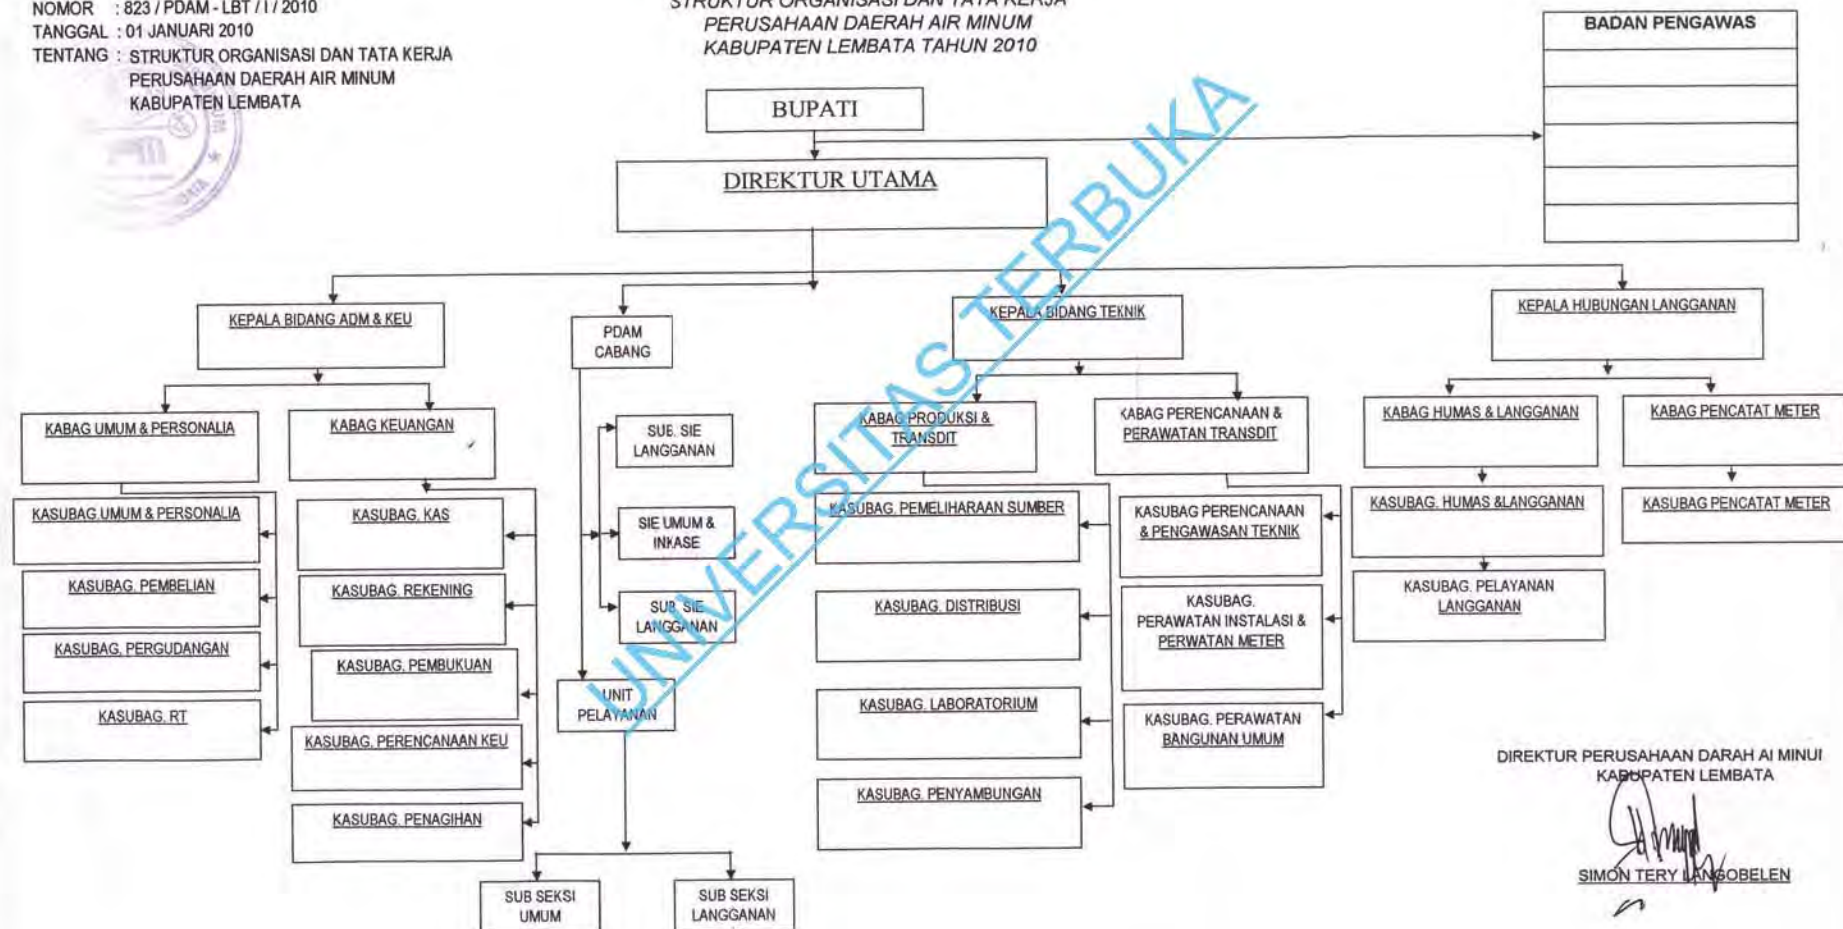 NOMOR : 823 / PDAM - LBT / I / 2010
TANGGAL : 01 JANUARI 2010
TENTANG : STRUKTUR ORGANISASI DAN TATA KERJA
PERUSAHAAN DAERAH AIR MINUM
KABUPATEN LEMBATA
STRUKTUR ORGANISASI DAN TATA KERJA
PERUSAHAAN DAERAH AIR MINUM
KABUPATEN LEMBATA TAHUN 2010
BADAN PENGAWAS
BUPATI
DIREKTUR UTAMA
KEPALA BIDANG ADM & KEU
PDAM
CABANG
KEPALA BIDANG TEKNIK
KEPALA HUBUNGAN LANGGANAN
KABAG UMUM & PERSONALIA
KABAG KEUANGAN
SUB. SIE
LANGGANAN
KABAG PRODUKSI &
TRANSDIT
KABAG PERENCANAAN &
PERAWATAN TRANSDIT
KABAG HUMAS & LANGGANAN
KABAG PENCATAT METER
KASUBAG.UMUM & PERSONALIA
KASUBAG. KAS
SIE UMUM &
INKASE
KASUBAG. PEMELIHARAAN SUMBER
KASUBAG PERENCANAAN
& PENGAWASAN TEKNIK
KASUBAG. HUMAS &LANGGANAN
KASUBAG PENCATAT METER
KASUBAG. PEMBELIAN
KASUBAG. REKENING
SUB. SIE
LANGGANAN
KASUBAG. DISTRIBUSI
KASUBAG.
PERAWATAN INSTALASI &
PERWATAN METER
KASUBAG. PELAYANAN
LANGGANAN
KASUBAG. PERGUDANGAN
KASUBAG. PEMBUKUAN
UNIT
PELAYANAN
KASUBAG. LABORATORIUM
KASUBAG. PERAWATAN
BANGUNAN UMUM
KASUBAG. RT
KASUBAG. PERENCANAAN KEU
KASUBAG. PENYAMBUNGAN
KASUBAG. PENAGIHAN
SUB SEKSI
UMUM
SUB SEKSI
LANGGANAN
DIREKTUR PERUSAHAAN DARAH AI MINUI
KABUPATEN LEMBATA
SIMON TERY LANGOBELEN
UNIVERSITAS TERBUKA